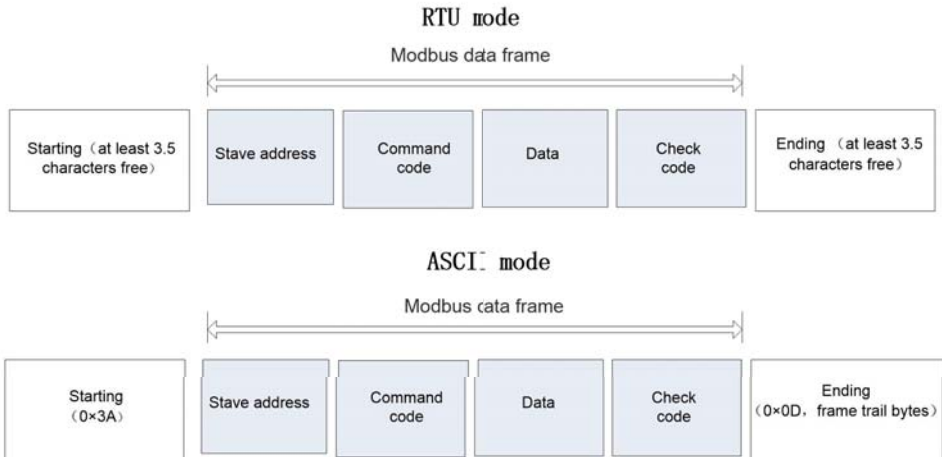 RTU mode
Modbus data frame
Starting（at least 3.5
characters free）
Stave address
Command
code
Data
Check
code
Ending （at least 3.5
characters free）
ASCII mode
Modbus cata frame
Starting
（0×3A）
Stave address
Command
code
Data
Check
code
Ending
（0×0D，frame trail bytes）